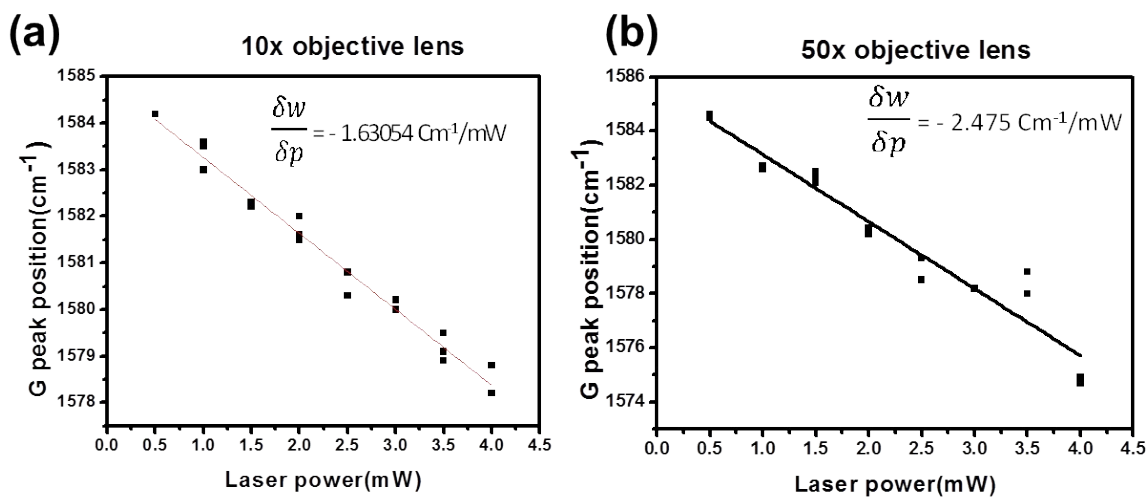 (a)
10x objective lens
1585
1584
1583
1582
1581
1580
1579
1578
G peak position(cm⁻¹)
δw
δp
= - 1.63054 Cm⁻¹/mW
0.0 0.5 1.0 1.5 2.0 2.5 3.0 3.5 4.0 4.5
Laser power(mW)
(b)
50x objective lens
1586
1584
1582
1580
1578
1576
1574
G peak position(cm⁻¹)
δw
δp
= - 2.475 Cm⁻¹/mW
0.0 0.5 1.0 1.5 2.0 2.5 3.0 3.5 4.0 4.5
Laser power(mW)